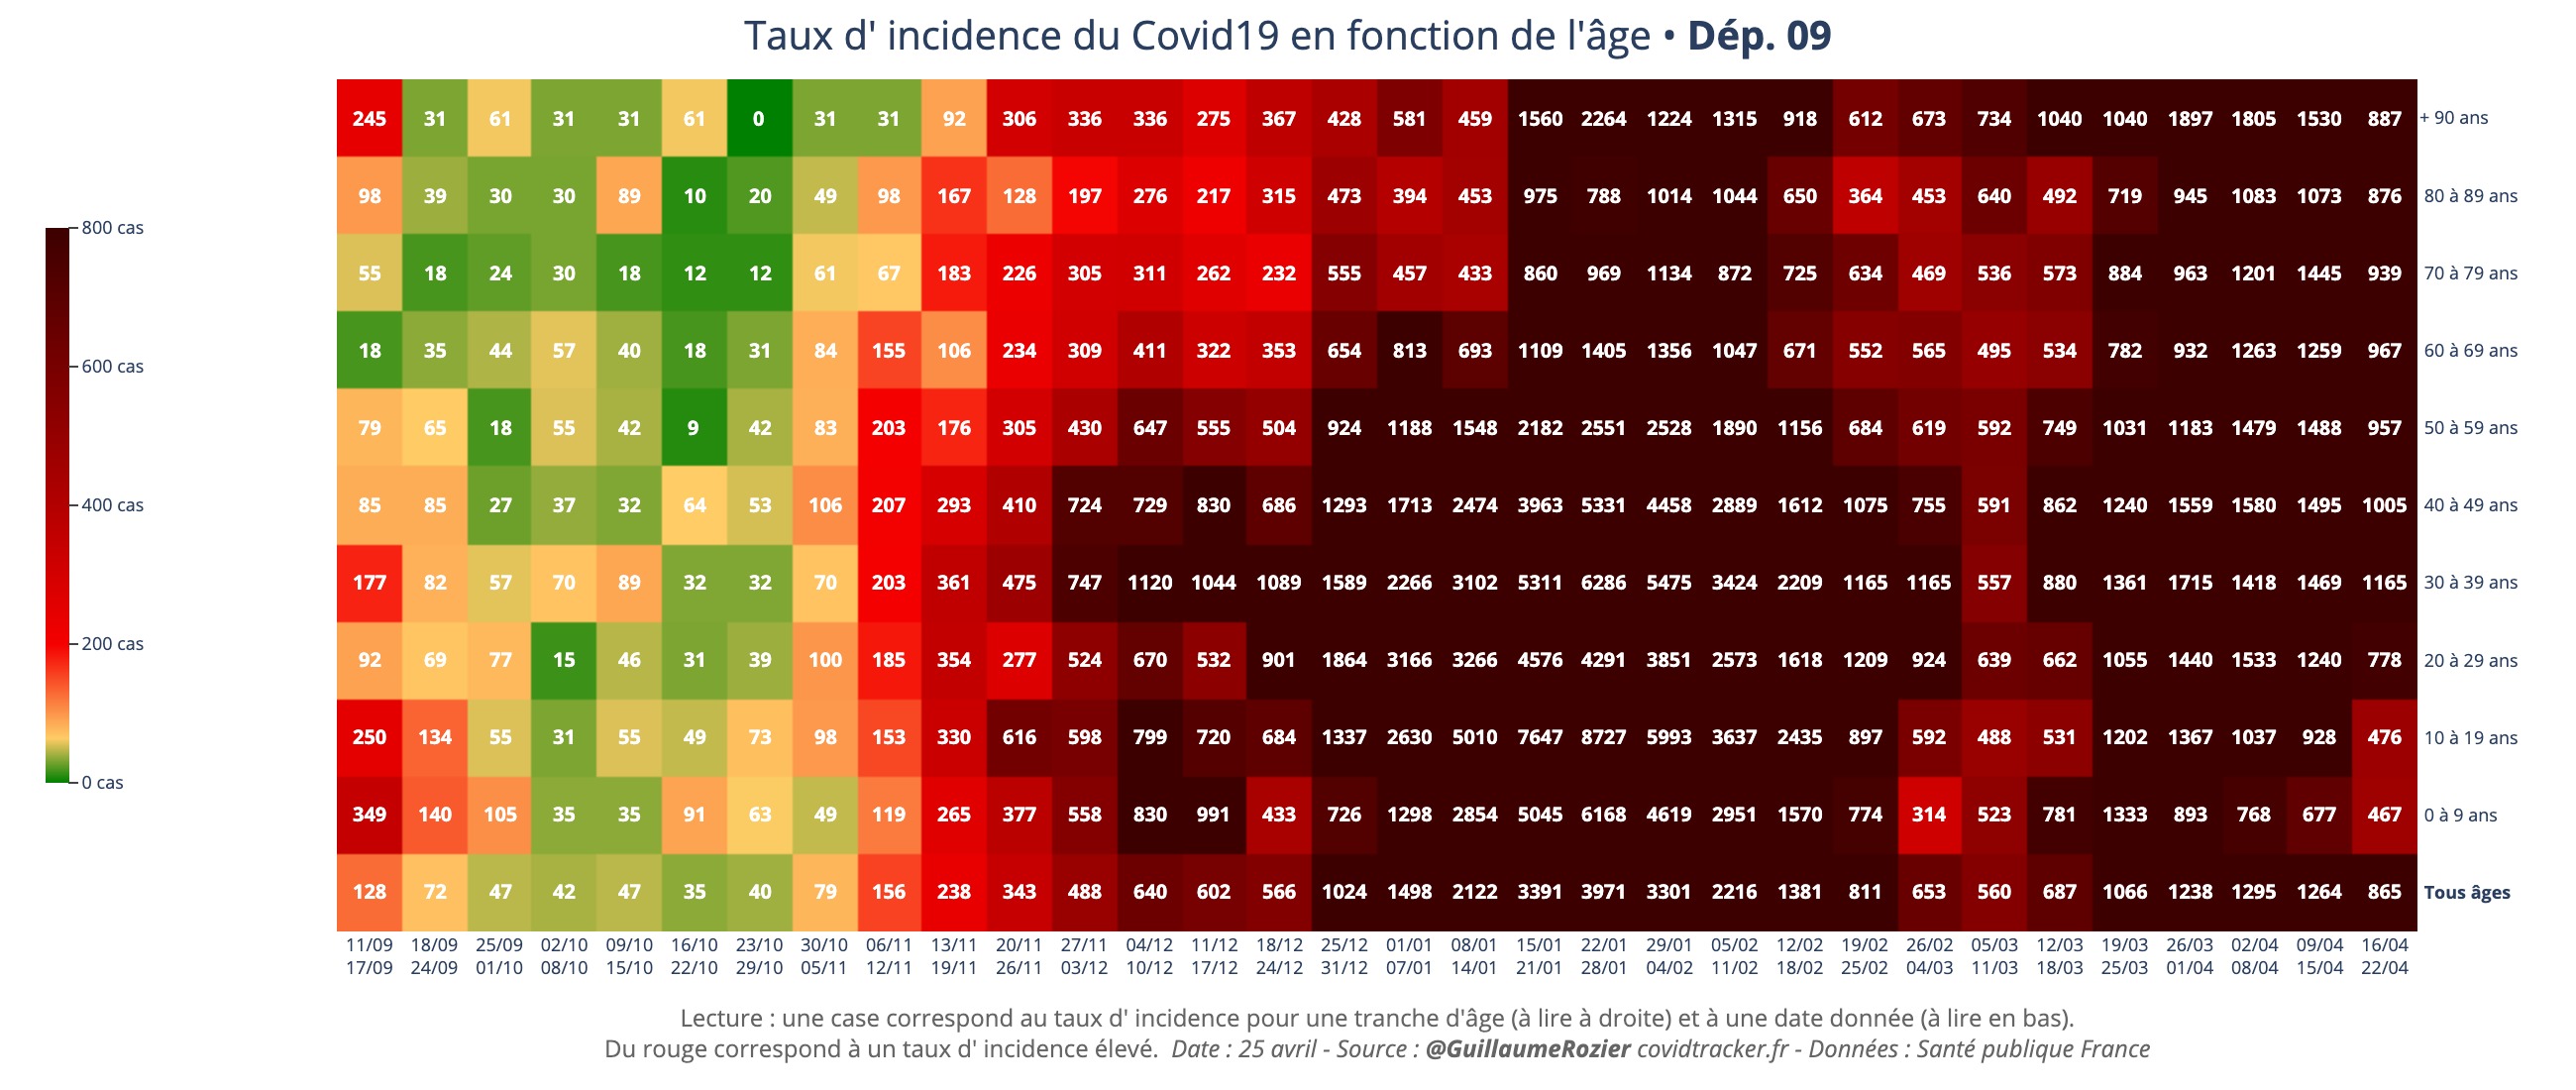 Taux d' incidence du Covid19 en fonction de l'âge • Dép. 09
245 31 61 31 31 61 0 31 31 92 306 336 336 275 367 428 581 459 1560 2264 1224 1315 918 612 673 734 1040 1040 1897 1805 1530 887 + 90 ans
98 39 30 30 89 10 20 49 98 167 128 197 276 217 315 473 394 453 975 788 1014 1044 650 364 453 640 492 719 945 1083 1073 876 80 à 89 ans
800 cas
55 18 24 30 18 12 12 61 67 183 226 305 311 262 232 555 457 433 860 969 1134 872 725 634 469 536 573 884 963 1201 1445 939 70 à 79 ans
18 35 44 57 40 18 31 84 155 106 234 309 411 322 353 654 813 693 1109 1405 1356 1047 671 552 565 495 534 782 932 1263 1259 967 60 à 69 ans
600 cas
79 65 18 55 42 9 42 83 203 176 305 430 647 555 504 924 1188 1548 2182 2551 2528 1890 1156 684 619 592 749 1031 1183 1479 1488 957 50 à 59 ans
400 cas
85 85 27 37 32 64 53 106 207 293 410 724 729 830 686 1293 1713 2474 3963 5331 4458 2889 1612 1075 755 591 862 1240 1559 1580 1495 1005 40 à 49 ans
177 82 57 70 89 32 32 70 203 361 475 747 1120 1044 1089 1589 2266 3102 5311 6286 5475 3424 2209 1165 1165 557 880 1361 1715 1418 1469 1165 30 à 39 ans
200 cas
92 69 77 15 46 31 39 100 185 354 277 524 670 532 901 1864 3166 3266 4576 4291 3851 2573 1618 1209 924 639 662 1055 1440 1533 1240 778 20 à 29 ans
250 134 55 31 55 49 73 98 153 330 616 598 799 720 684 1337 2630 5010 7647 8727 5993 3637 2435 897 592 488 531 1202 1367 1037 928 476 10 à 19 ans
0 cas
349 140 105 35 35 91 63 49 119 265 377 558 830 991 433 726 1298 2854 5045 6168 4619 2951 1570 774 314 523 781 1333 893 768 677 467 0 à 9 ans
128 72 47 42 47 35 40 79 156 238 343 488 640 602 566 1024 1498 2122 3391 3971 3301 2216 1381 811 653 560 687 1066 1238 1295 1264 865 Tous âges
11/09 18/09 25/09 02/10 09/10 16/10 23/10 30/10 06/11 13/11 20/11 27/11 04/12 11/12 18/12 25/12 01/01 08/01 15/01 22/01 29/01 05/02 12/02 19/02 26/02 05/03 12/03 19/03 26/03 02/04 09/04 16/04
17/09 24/09 01/10 08/10 15/10 22/10 29/10 05/11 12/11 19/11 26/11 03/12 10/12 17/12 24/12 31/12 07/01 14/01 21/01 28/01 04/02 11/02 18/02 25/02 04/03 11/03 18/03 25/03 01/04 08/04 15/04 22/04
Lecture : une case correspond au taux d' incidence pour une tranche d'âge (à lire à droite) et à une date donnée (à lire en bas).
Du rouge correspond à un taux d' incidence élevé. Date : 25 avril - Source : @GuillaumeRozier covidtracker.fr - Données : Santé publique France